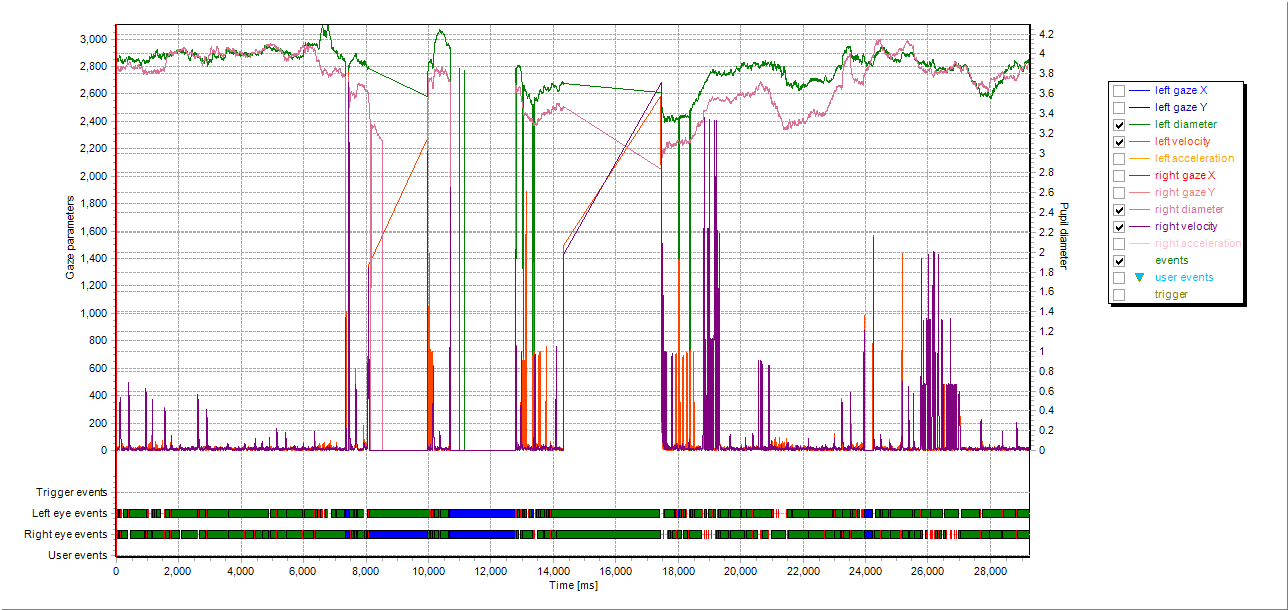 3,000
2,800
2,600
2,400
2,200
2,000
1,800
1,600
1,400
1,200
1,000
800
600
400
200
0
Gaze parameters
4.2
4
3.8
3.6
3.4
3.2
3
2.8
2.6
2.4
2.2
2
1.8
1.6
1.4
1.2
1
0.8
0.6
0.4
0.2
0
Pupil diameter
left gaze X
left gaze Y
left diameter
left velocity
left acceleration
right gaze X
right gaze Y
right diameter
right velocity
right acceleration
events
user events
trigger
Trigger events
Left eye events
Right eye events
User events
0 2,000 4,000 6,000 8,000 10,000 12,000 14,000 16,000 18,000 20,000 22,000 24,000 26,000 28,000
Time [ms]